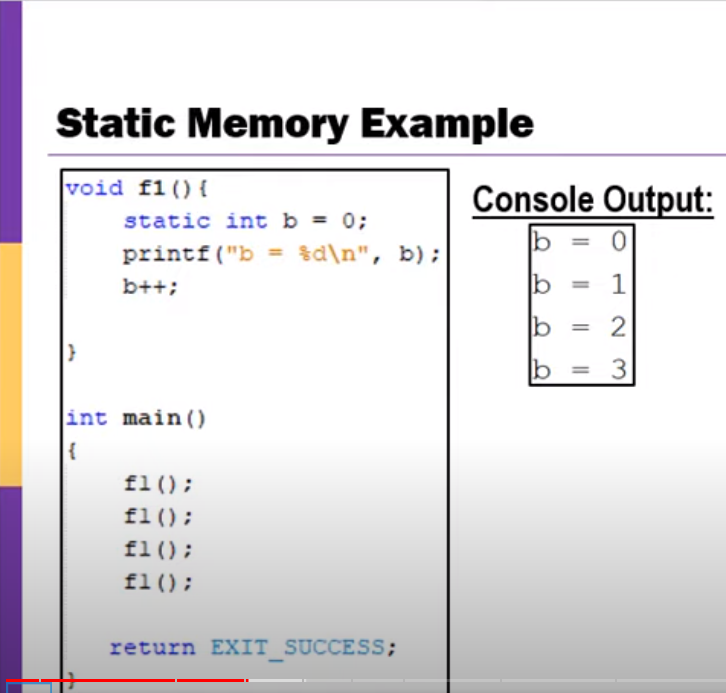 Static Memory Example
void f1(){
static int b = 0;
printf("b = %d\n", b);
b++;
}
int main()
{
f1();
f1();
f1();
f1();
return EXIT_SUCCESS;
}
Console Output:
b = 0
b = 1
b = 2
b = 3